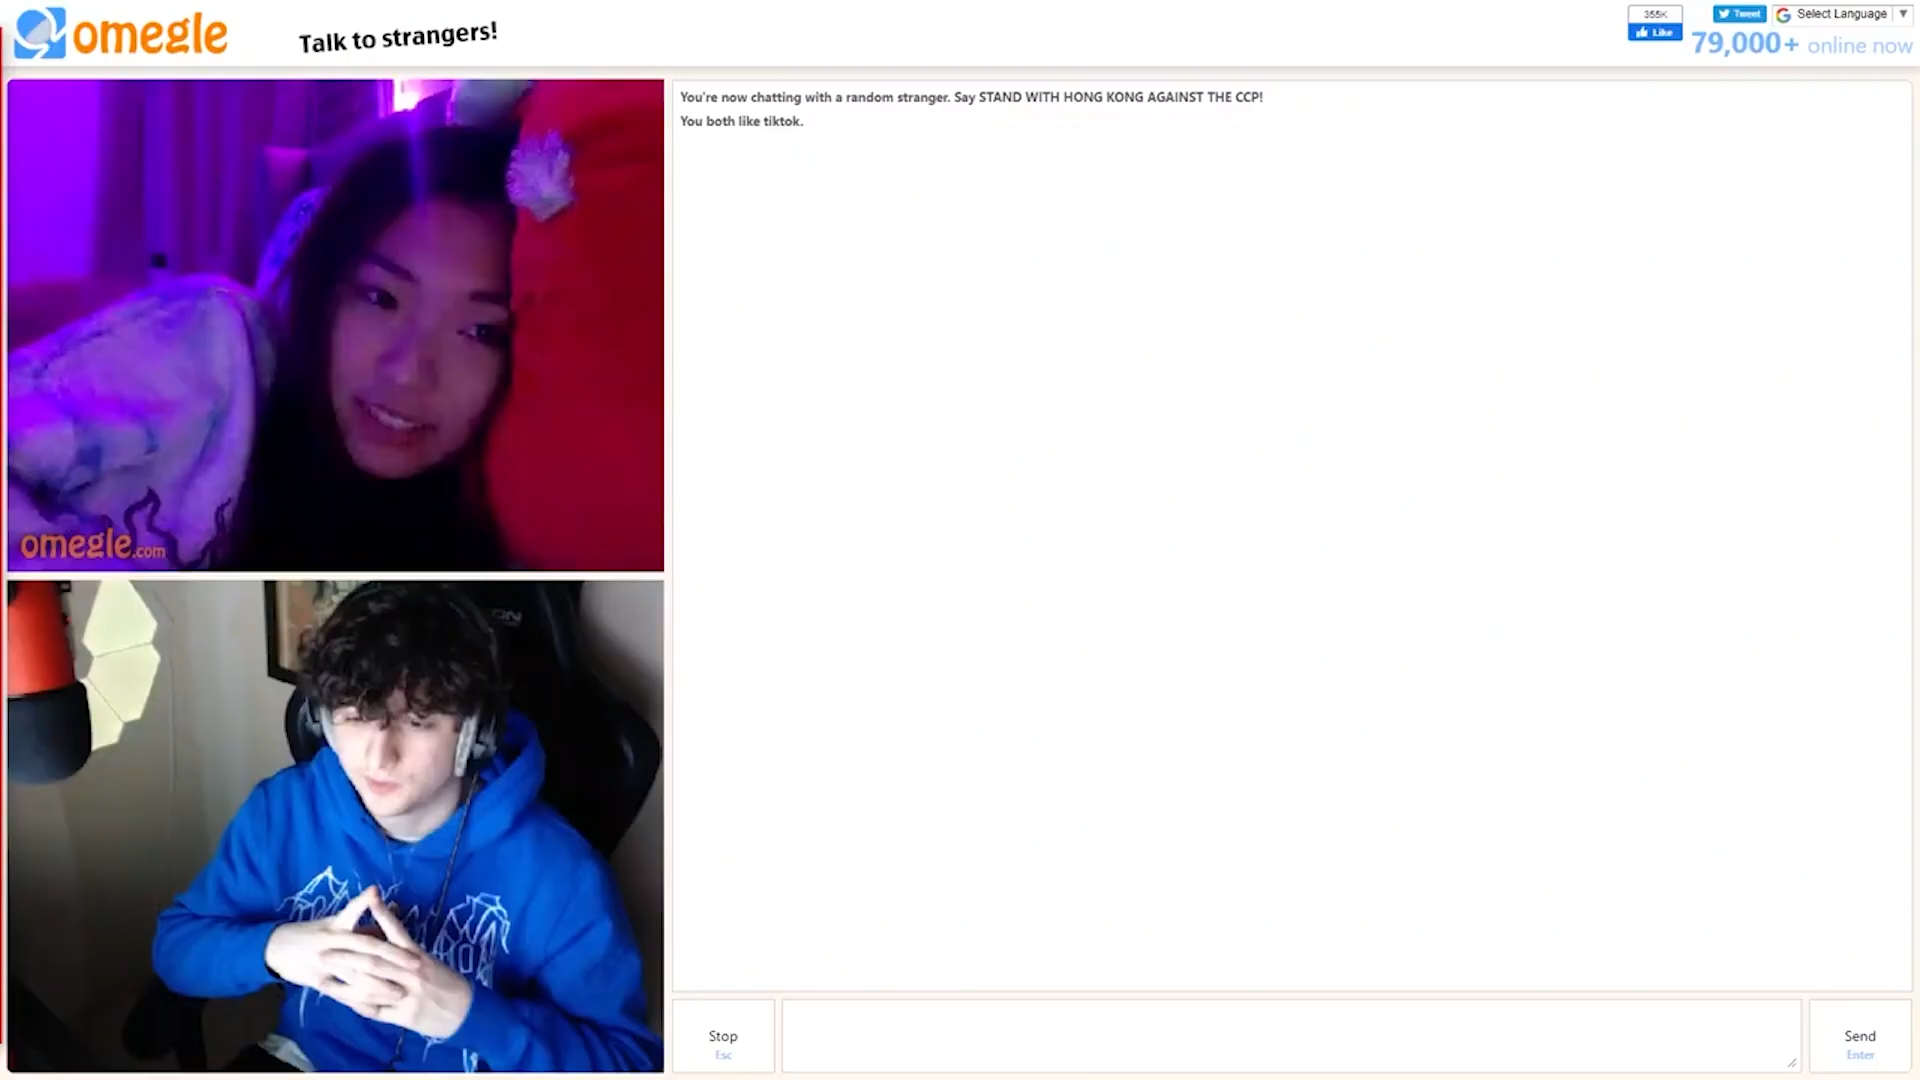 omegle
Talk to strangers!
355K
Like
Tweet
Select Language
79,000+ online now
You're now chatting with a random stranger. Say STAND WITH HONG KONG AGAINST THE CCP!
You both like tiktok.
omegle.com
Stop
Esc
Send
Enter